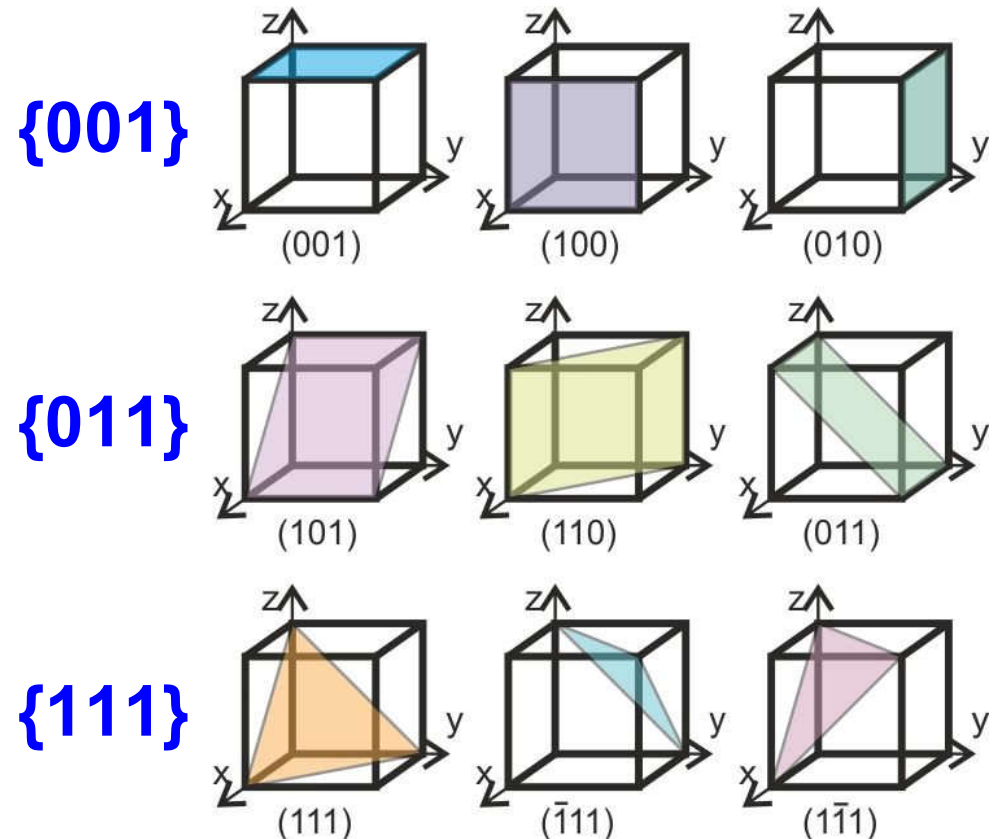 {001}
z y x (001)
z y x (100)
z y x (010)
{011}
z y x (101)
z y x (110)
z y x (011)
{111}
z y x (111)
z y x (1̄11)
z y x (11̄1)